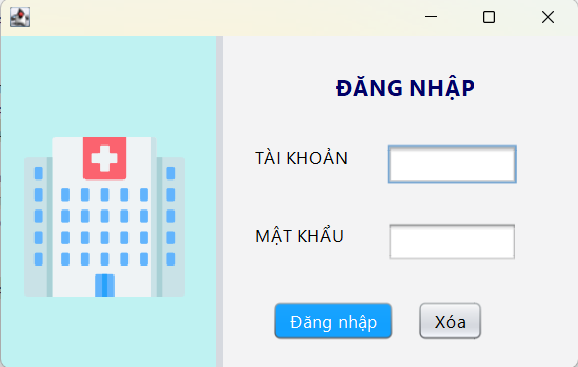 ĐĂNG NHẬP
TÀI KHOẢN
MẬT KHẨU
Đăng nhập Xóa